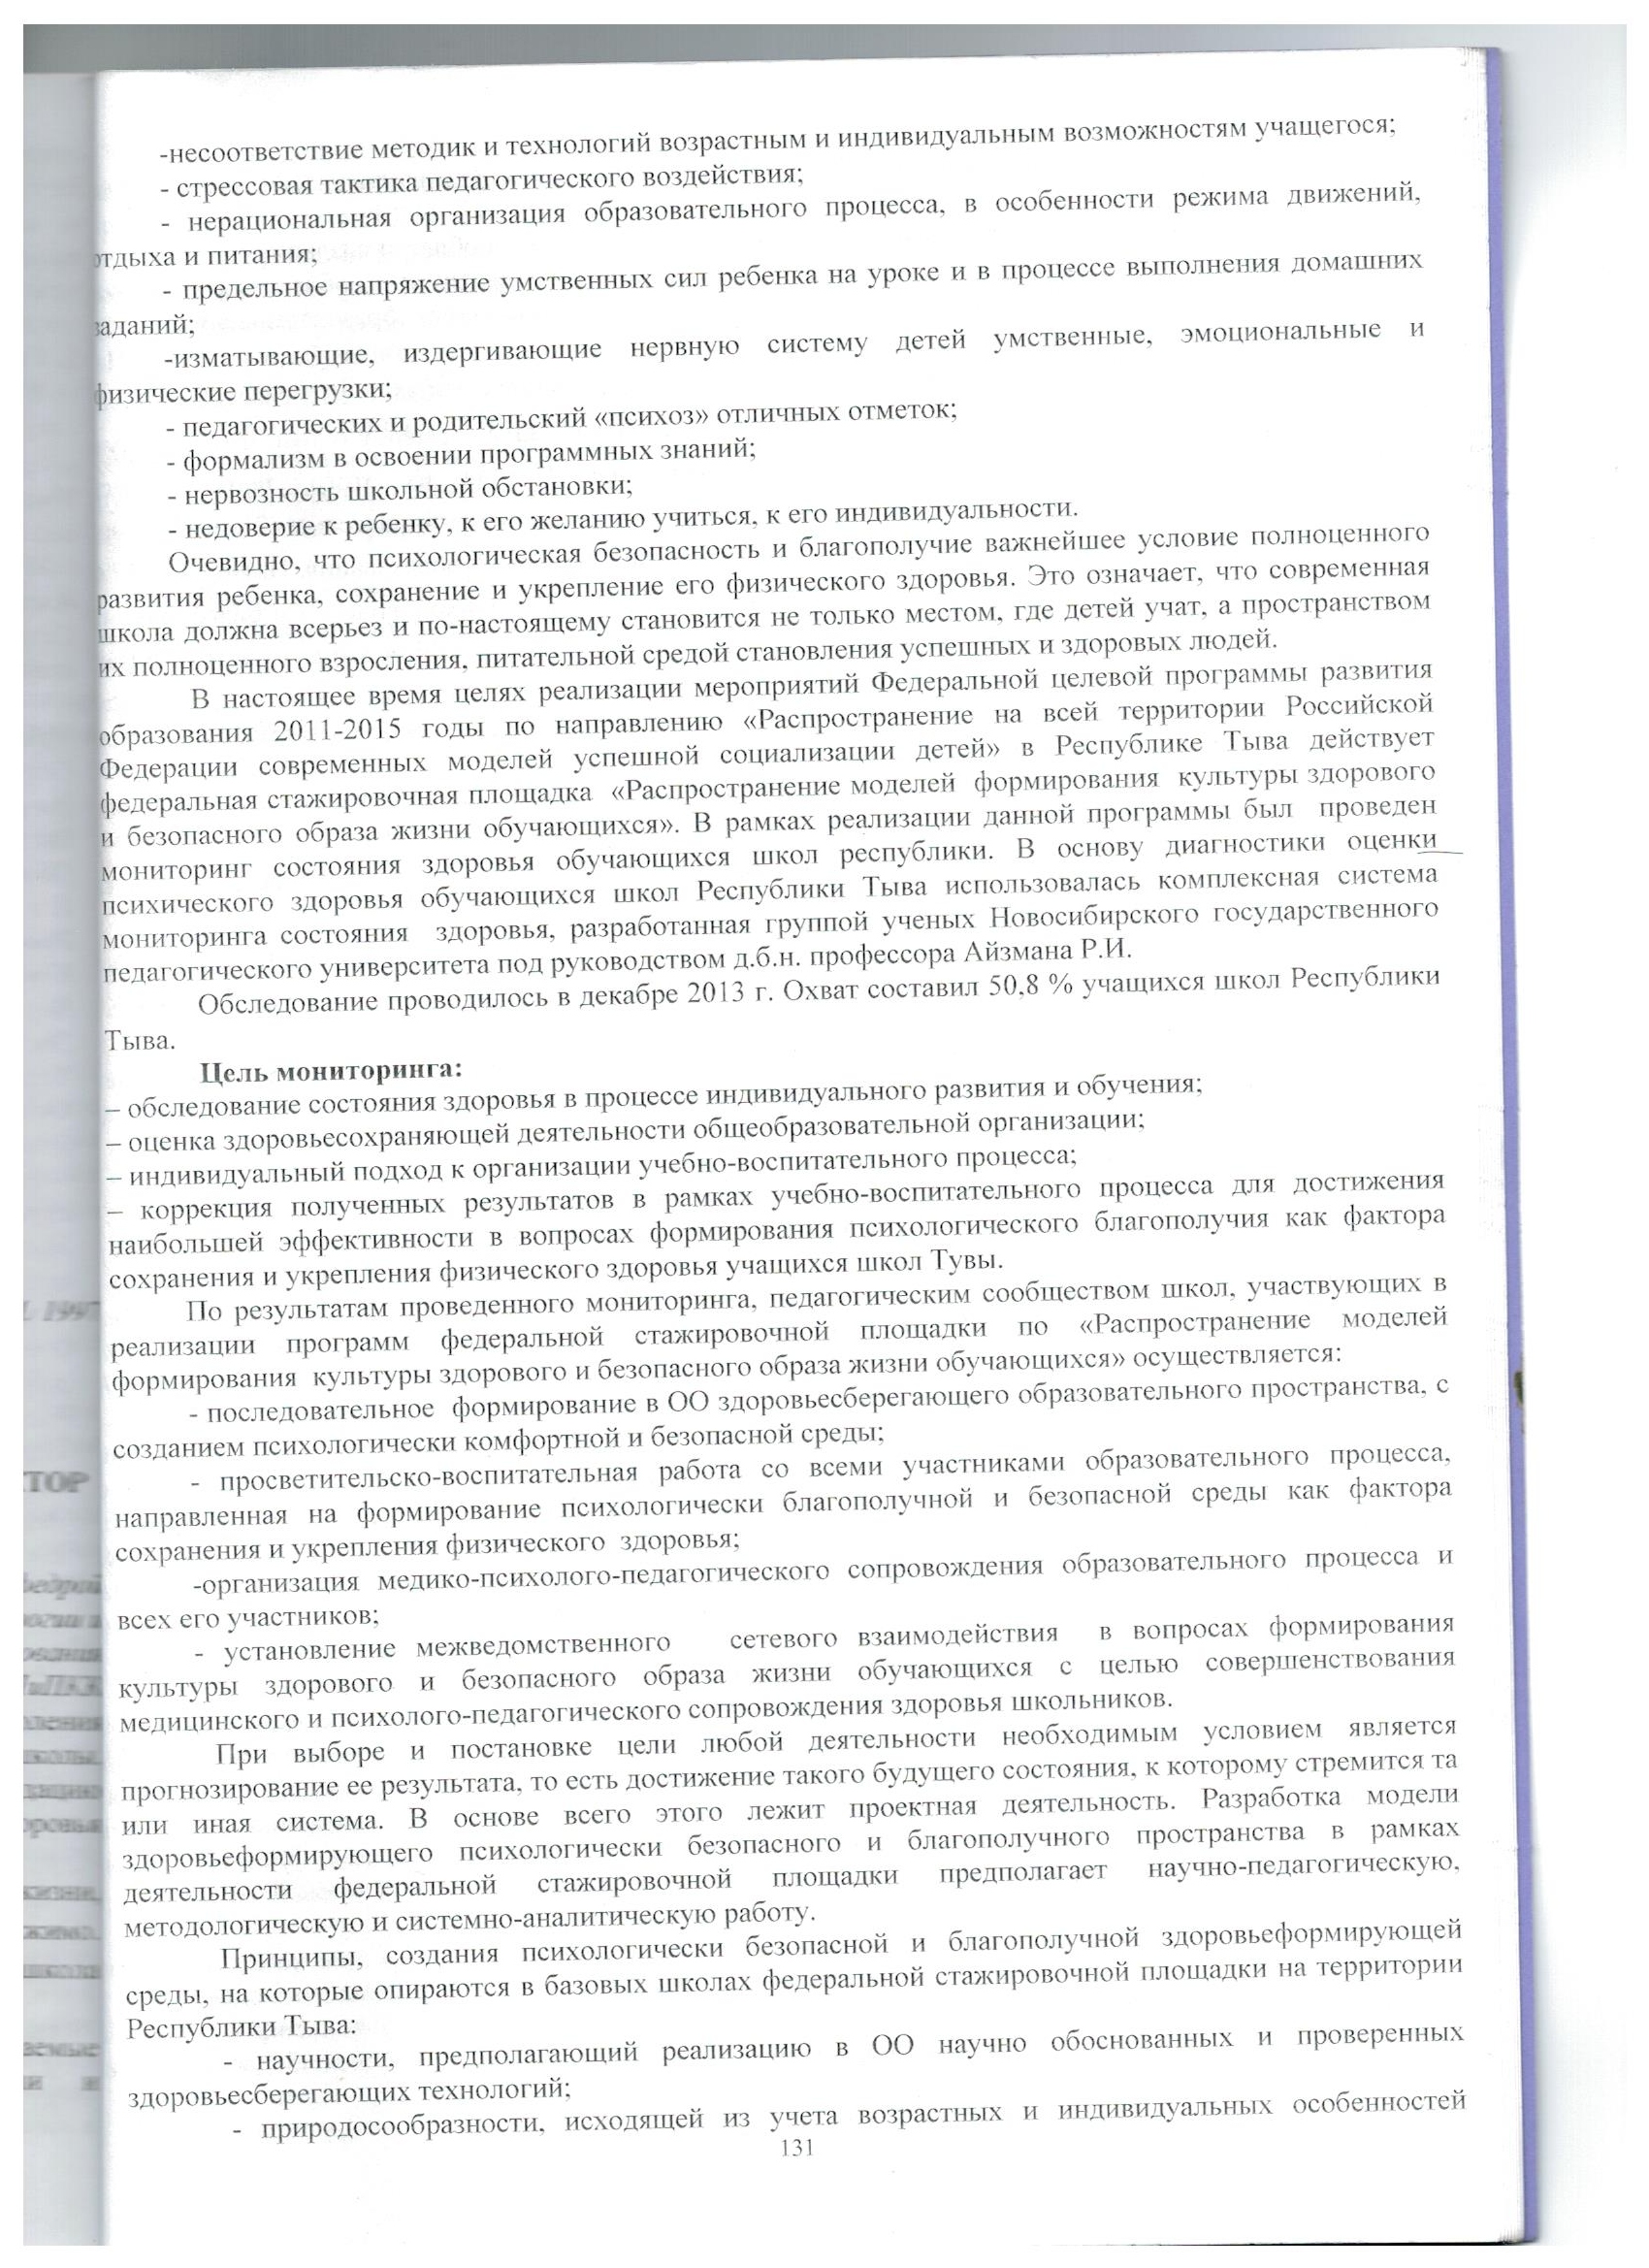 -несоответствие методик и технологий возрастным и индивидуальным возможностям учащегося;
- стрессовая тактика педагогического воздействия;
- нерациональная организация образовательного процесса, в особенности режима движений,
отдыха и питания;
- предельное напряжение умственных сил ребенка на уроке и в процессе выполнения домашних
заданий;
-изматывающие, издергивающие нервную систему детей умственные, эмоциональные и
физические перегрузки;
- педагогических и родительский «психоз» отличных отметок;
- формализм в освоении программных знаний;
- нервозность школьной обстановки;
- недоверие к ребенку, к его желанию учиться, к его индивидуальности.
Очевидно, что психологическая безопасность и благополучие важнейшее условие полноценного
развития ребенка, сохранение и укрепление его физического здоровья. Это означает, что современная
школа должна всерьез и по-настоящему становится не только местом, где детей учат, а пространством
их полноценного взросления, питательной средой становления успешных и здоровых людей.
В настоящее время целях реализации мероприятий Федеральной целевой программы развития
образования 2011-2015 годы по направлению «Распространение на всей территории Российской
Федерации современных моделей успешной социализации детей» в Республике Тыва действует
федеральная стажировочная площадка «Распространение моделей формирования культуры здорового
и безопасного образа жизни обучающихся». В рамках реализации данной программы был проведен
мониторинг состояния здоровья обучающихся школ республики. В основу диагностики оценки
психического здоровья обучающихся школ Республики Тыва использовалась комплексная система
мониторинга состояния здоровья, разработанная группой ученых Новосибирского государственного
педагогического университета под руководством д.б.н. профессора Айзмана Р.И.
Обследование проводилось в декабре 2013 г. Охват составил 50,8 % учащихся школ Республики
Тыва.
Цель мониторинга:
– обследование состояния здоровья в процессе индивидуального развития и обучения;
– оценка здоровьесохраняющей деятельности общеобразовательной организации;
– индивидуальный подход к организации учебно-воспитательного процесса;
– коррекция полученных результатов в рамках учебно-воспитательного процесса для достижения
наибольшей эффективности в вопросах формирования психологического благополучия как фактора
сохранения и укрепления физического здоровья учащихся школ Тувы.
По результатам проведенного мониторинга, педагогическим сообществом школ, участвующих в
реализации программ федеральной стажировочной площадки по «Распространение моделей
формирования культуры здорового и безопасного образа жизни обучающихся» осуществляется:
- последовательное формирование в ОО здоровьесберегающего образовательного пространства, с
созданием психологически комфортной и безопасной среды;
- просветительско-воспитательная работа со всеми участниками образовательного процесса,
направленная на формирование психологически благополучной и безопасной среды как фактора
сохранения и укрепления физического здоровья;
-организация медико-психолого-педагогического сопровождения образовательного процесса и
всех его участников;
- установление межведомственного сетевого взаимодействия в вопросах формирования
культуры здорового и безопасного образа жизни обучающихся с целью совершенствования
медицинского и психолого-педагогического сопровождения здоровья школьников.
При выборе и постановке цели любой деятельности необходимым условием является
прогнозирование ее результата, то есть достижение такого будущего состояния, к которому стремится та
или иная система. В основе всего этого лежит проектная деятельность. Разработка модели
здоровьеформирующего психологически безопасного и благополучного пространства в рамках
деятельности федеральной стажировочной площадки предполагает научно-педагогическую,
методологическую и системно-аналитическую работу.
Принципы, создания психологически безопасной и благополучной здоровьеформирующей
среды, на которые опираются в базовых школах федеральной стажировочной площадки на территории
Республики Тыва:
- научности, предполагающий реализацию в ОО научно обоснованных и проверенных
здоровьесберегающих технологий;
- природосообразности, исходящей из учета возрастных и индивидуальных особенностей
131
1997
ТОР